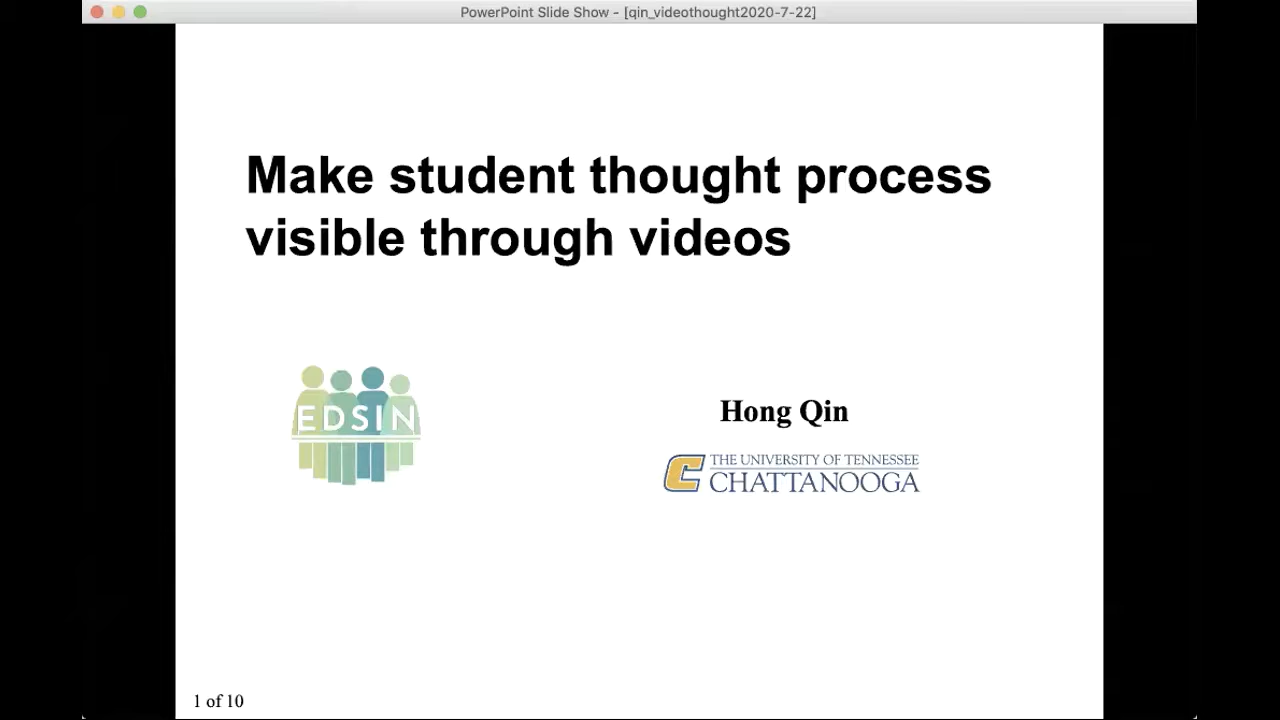 PowerPoint Slide Show - [qin_videothought2020-7-22]
Make student thought process
visible through videos
EDSIN
Hong Qin
C THE UNIVERSITY OF TENNESSEE
CHATTANOOGA
1 of 10